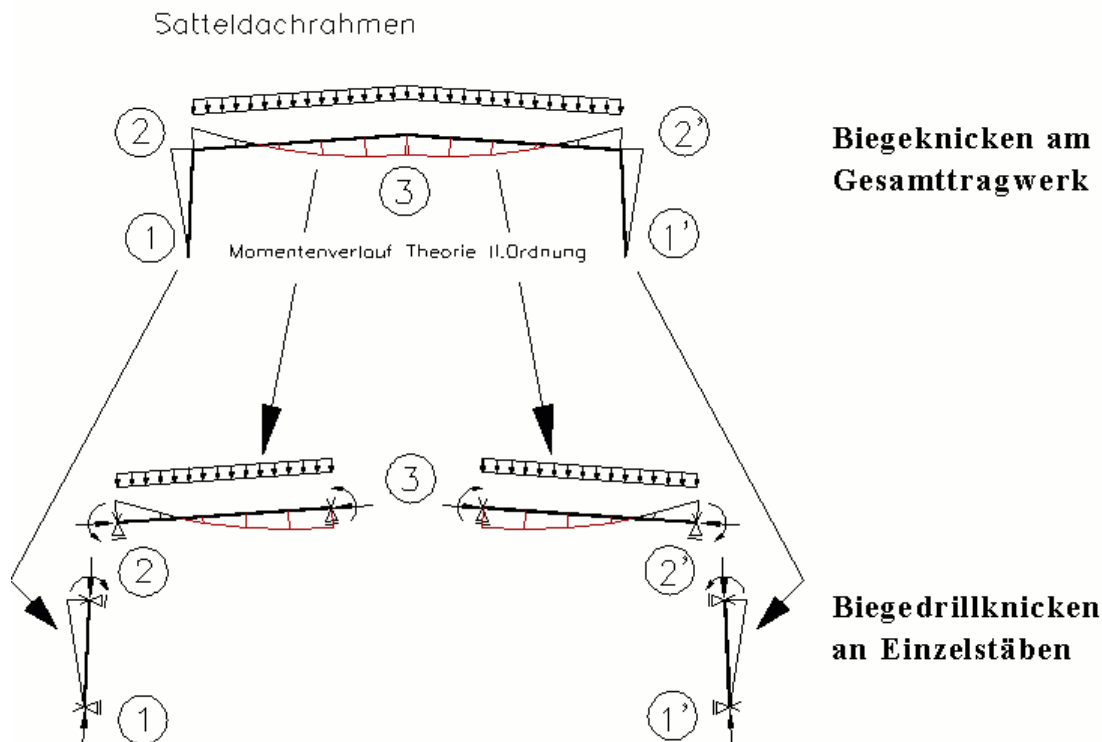 Satteldachrahmen
2
2'
Biegeknicken am
Gesamttragwerk
3
1
1'
Momentenverlauf Theorie II.Ordnung
3
2
2'
Biegedrillknicken
an Einzelstäben
1
1'